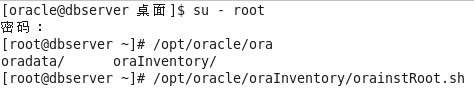 [oracle@dbserver 桌面]$ su - root
密码：
[root@dbserver ~]# /opt/oracle/ora
oradata/      oraInventory/
[root@dbserver ~]# /opt/oracle/oraInventory/orainstRoot.sh